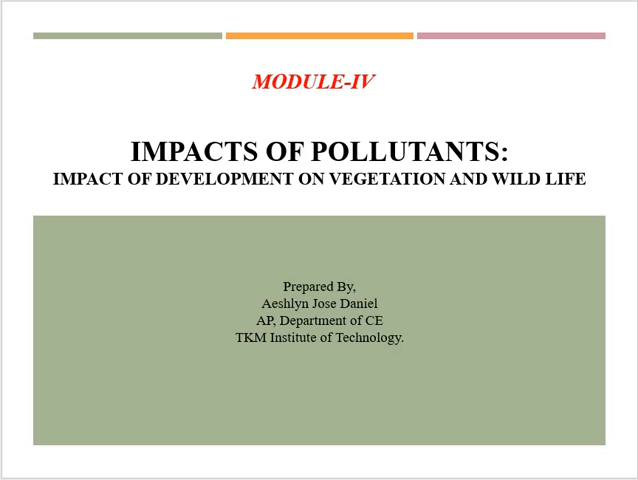 MODULE-IV
IMPACTS OF POLLUTANTS:
IMPACT OF DEVELOPMENT ON VEGETATION AND WILD LIFE
Prepared By,
Aeshlyn Jose Daniel
AP, Department of CE
TKM Institute of Technology.